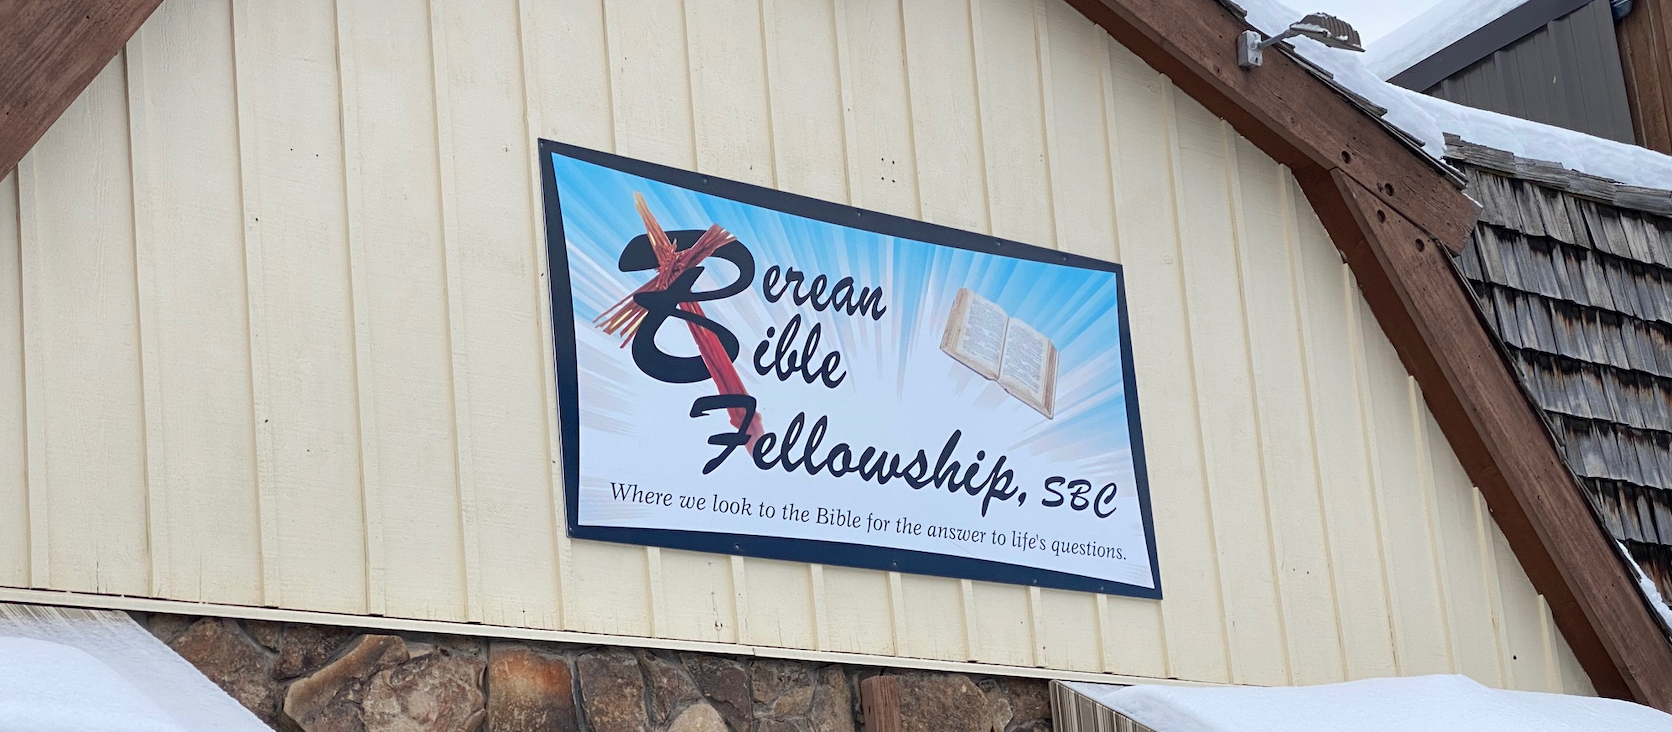 Berean
Bible
Fellowship, SBC
Where we look to the Bible for the answer to life's questions.